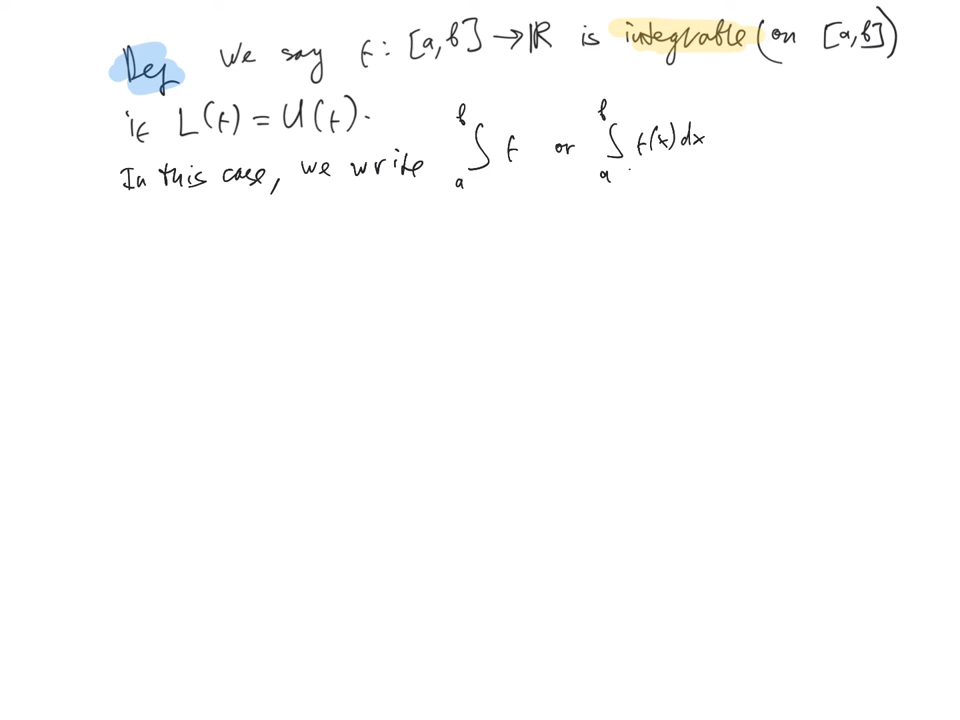 Def We say f: [a,b] → ℝ is integrable (on [a,b])
if L(f) = U(f).
In this case, we write ∫_a^b f or ∫_a^b f(x)dx